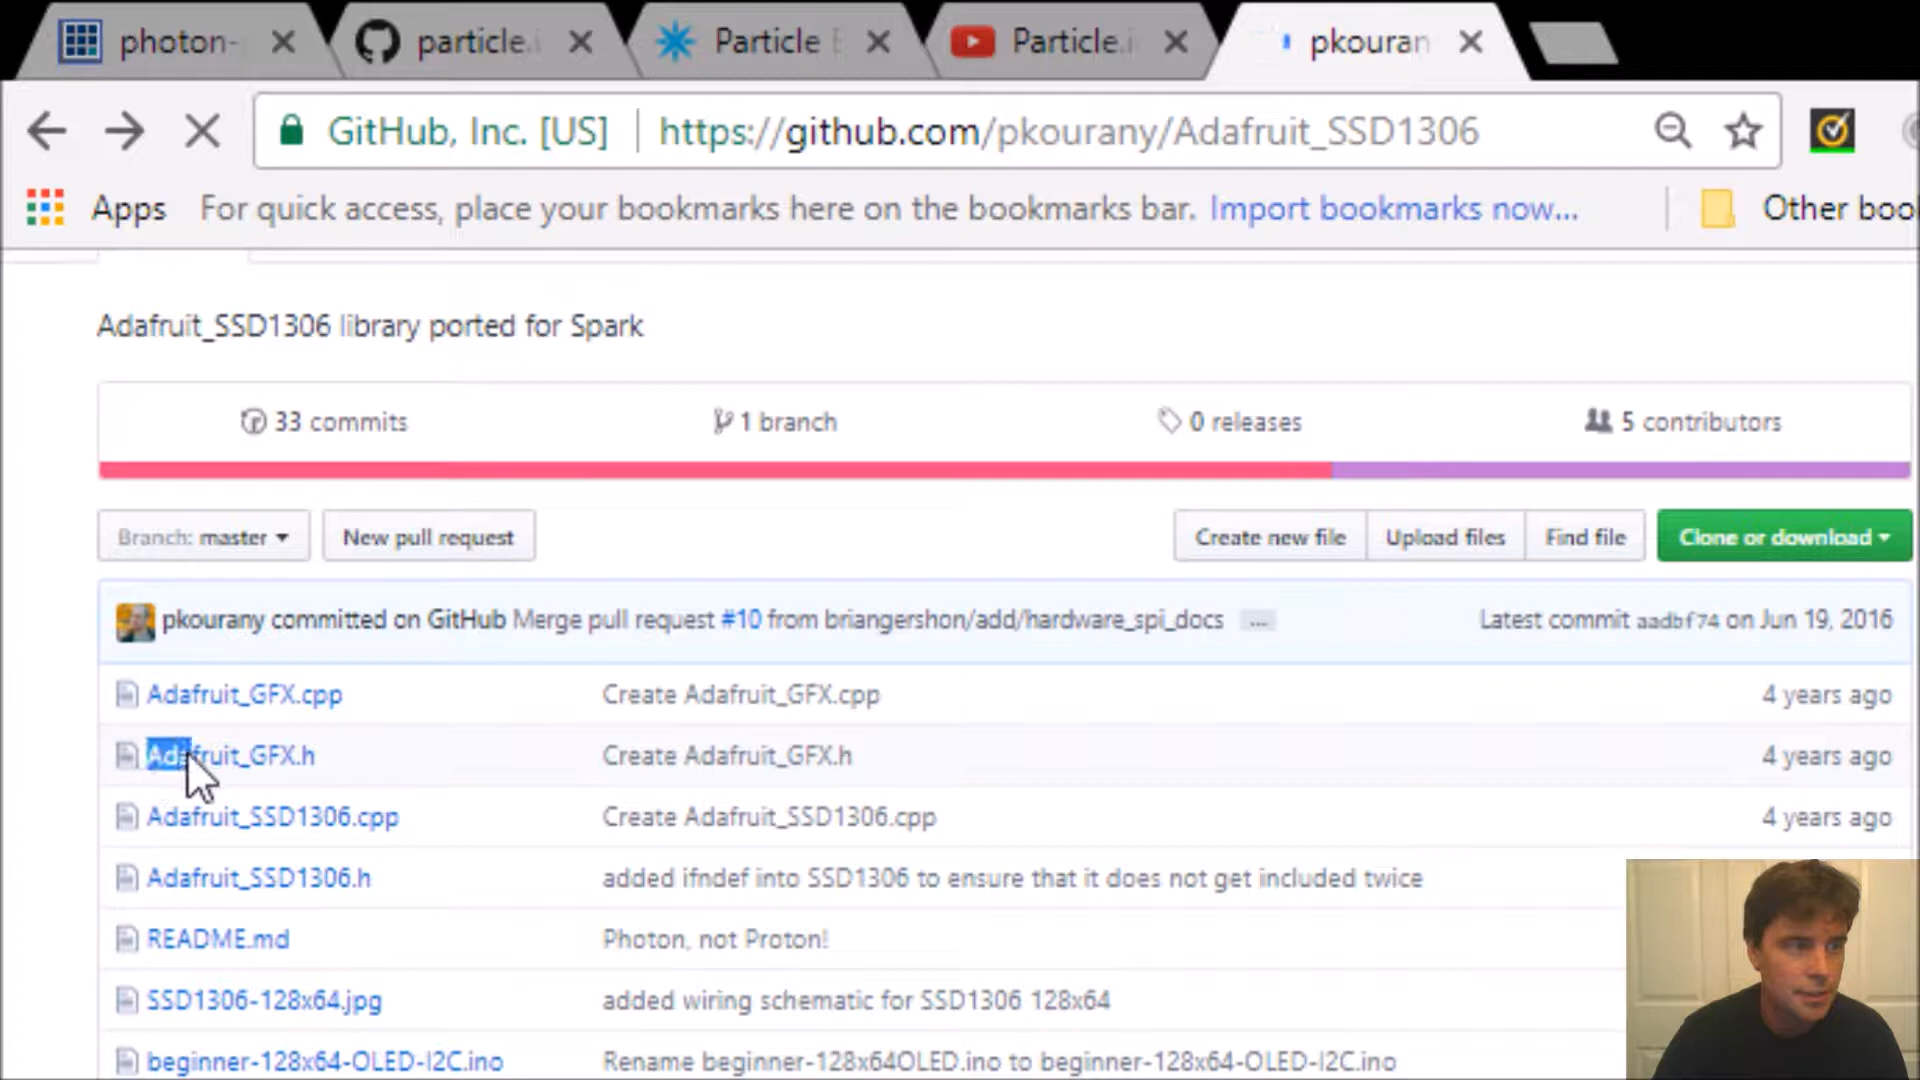 photon-
particle.i
Particle
Particle.i
pkouran
GitHub, Inc. [US] https://github.com/pkourany/Adafruit_SSD1306
Apps For quick access, place your bookmarks here on the bookmarks bar. Import bookmarks now... Other boo
Adafruit_SSD1306 library ported for Spark
33 commits 1 branch 0 releases 5 contributors
Branch: master New pull request Create new file Upload files Find file Clone or download
pkourany committed on GitHub Merge pull request #10 from briangershon/add/hardware_spi_docs ... Latest commit aadbf74 on Jun 19, 2016
Adafruit_GFX.cpp Create Adafruit_GFX.cpp 4 years ago
Adafruit_GFX.h Create Adafruit_GFX.h 4 years ago
Adafruit_SSD1306.cpp Create Adafruit_SSD1306.cpp 4 years ago
Adafruit_SSD1306.h added ifndef into SSD1306 to ensure that it does not get included twice
README.md Photon, not Proton!
SSD1306-128x64.jpg added wiring schematic for SSD1306 128x64
beginner-128x64-OLED-I2C.ino Rename beginner-128x64OLED.ino to beginner-128x64-OLED-I2C.ino